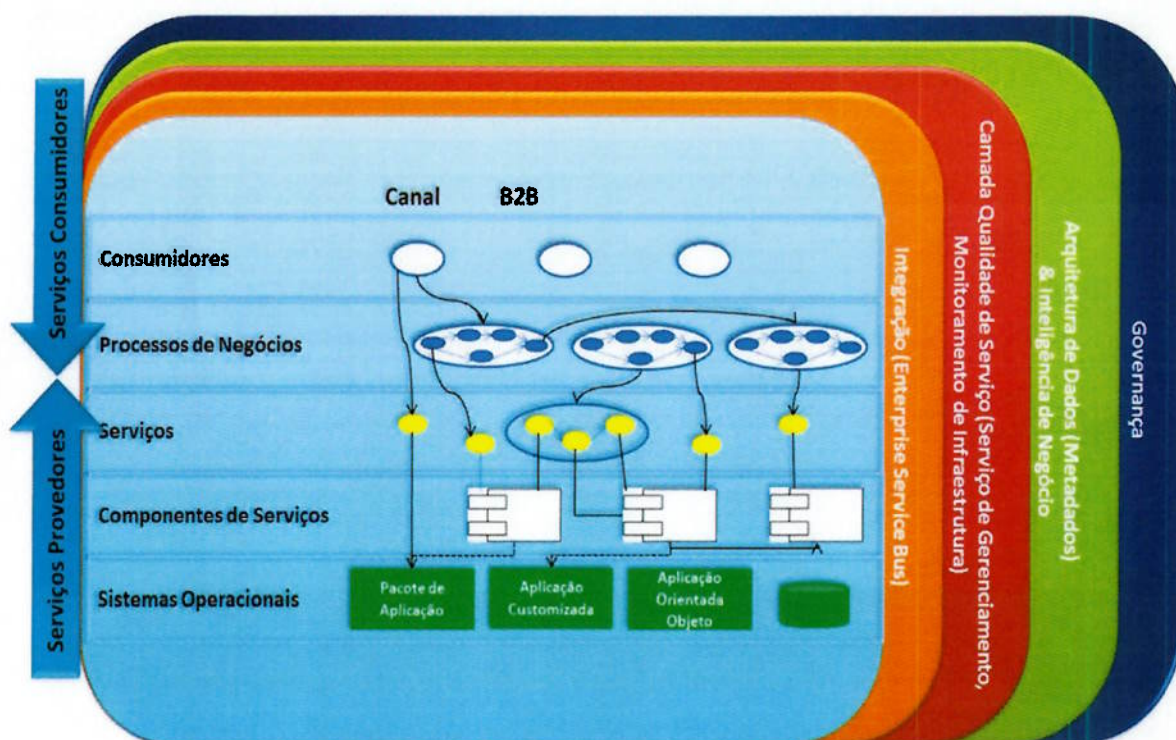 Canal B2B
Consumidores
Processos de Negócios
Serviços
Componentes de Serviços
Sistemas Operacionais
Pacote de
Aplicação
Aplicação
Customizada
Aplicação
Orientada
Objeto
Serviços Consumidores
Serviços Provedores
Integração (Enterprise Service Bus)
Camada Qualidade de Serviço (Serviço de Gerenciamento,
Monitoramento de Infraestrutura)
Arquitetura de Dados (Metadados)
& Inteligência de Negócio
Governança